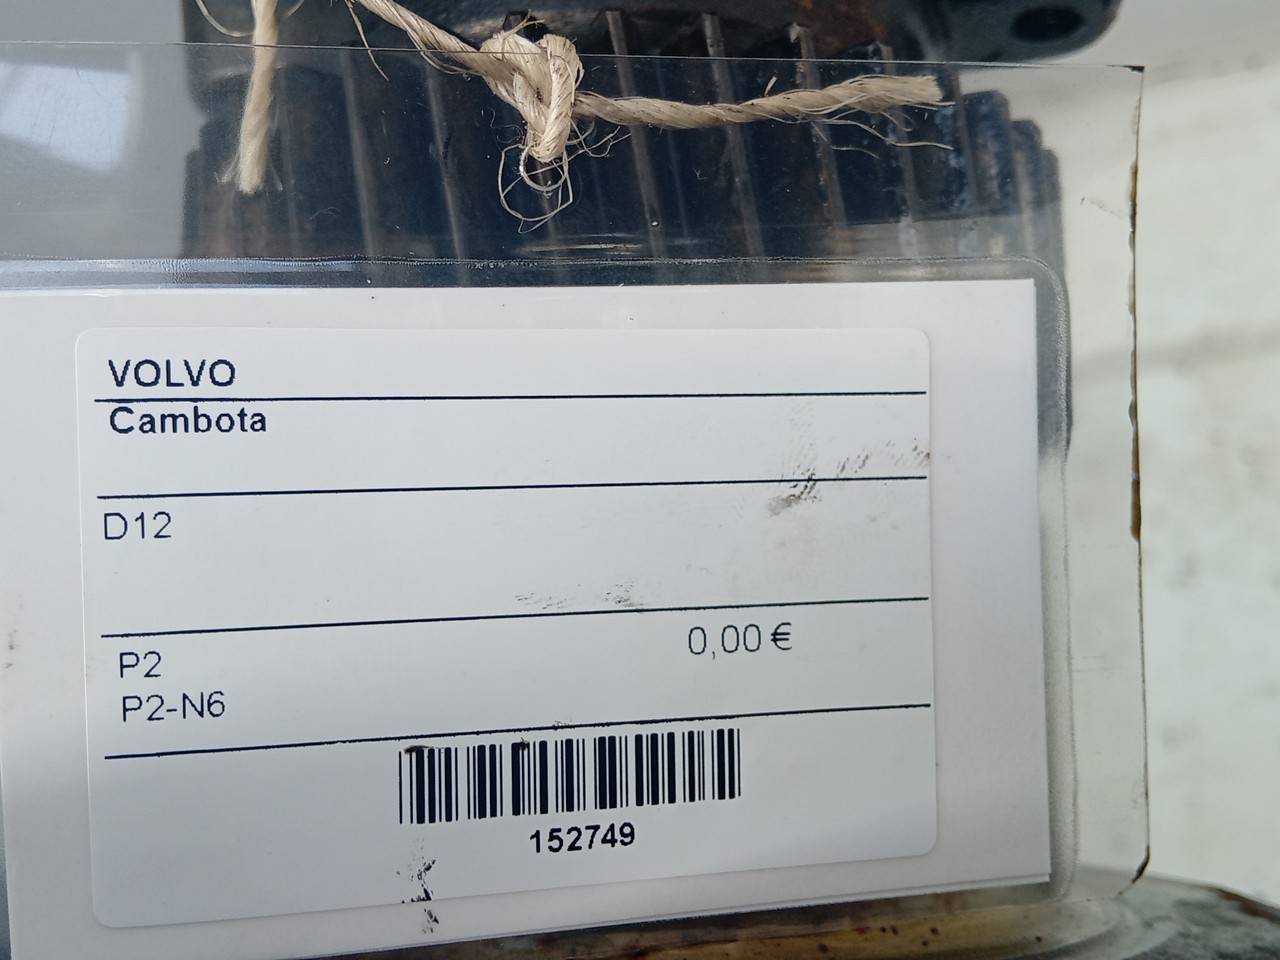 VOLVO
Cambota
D12
0,00 €
P2
P2-N6
152749